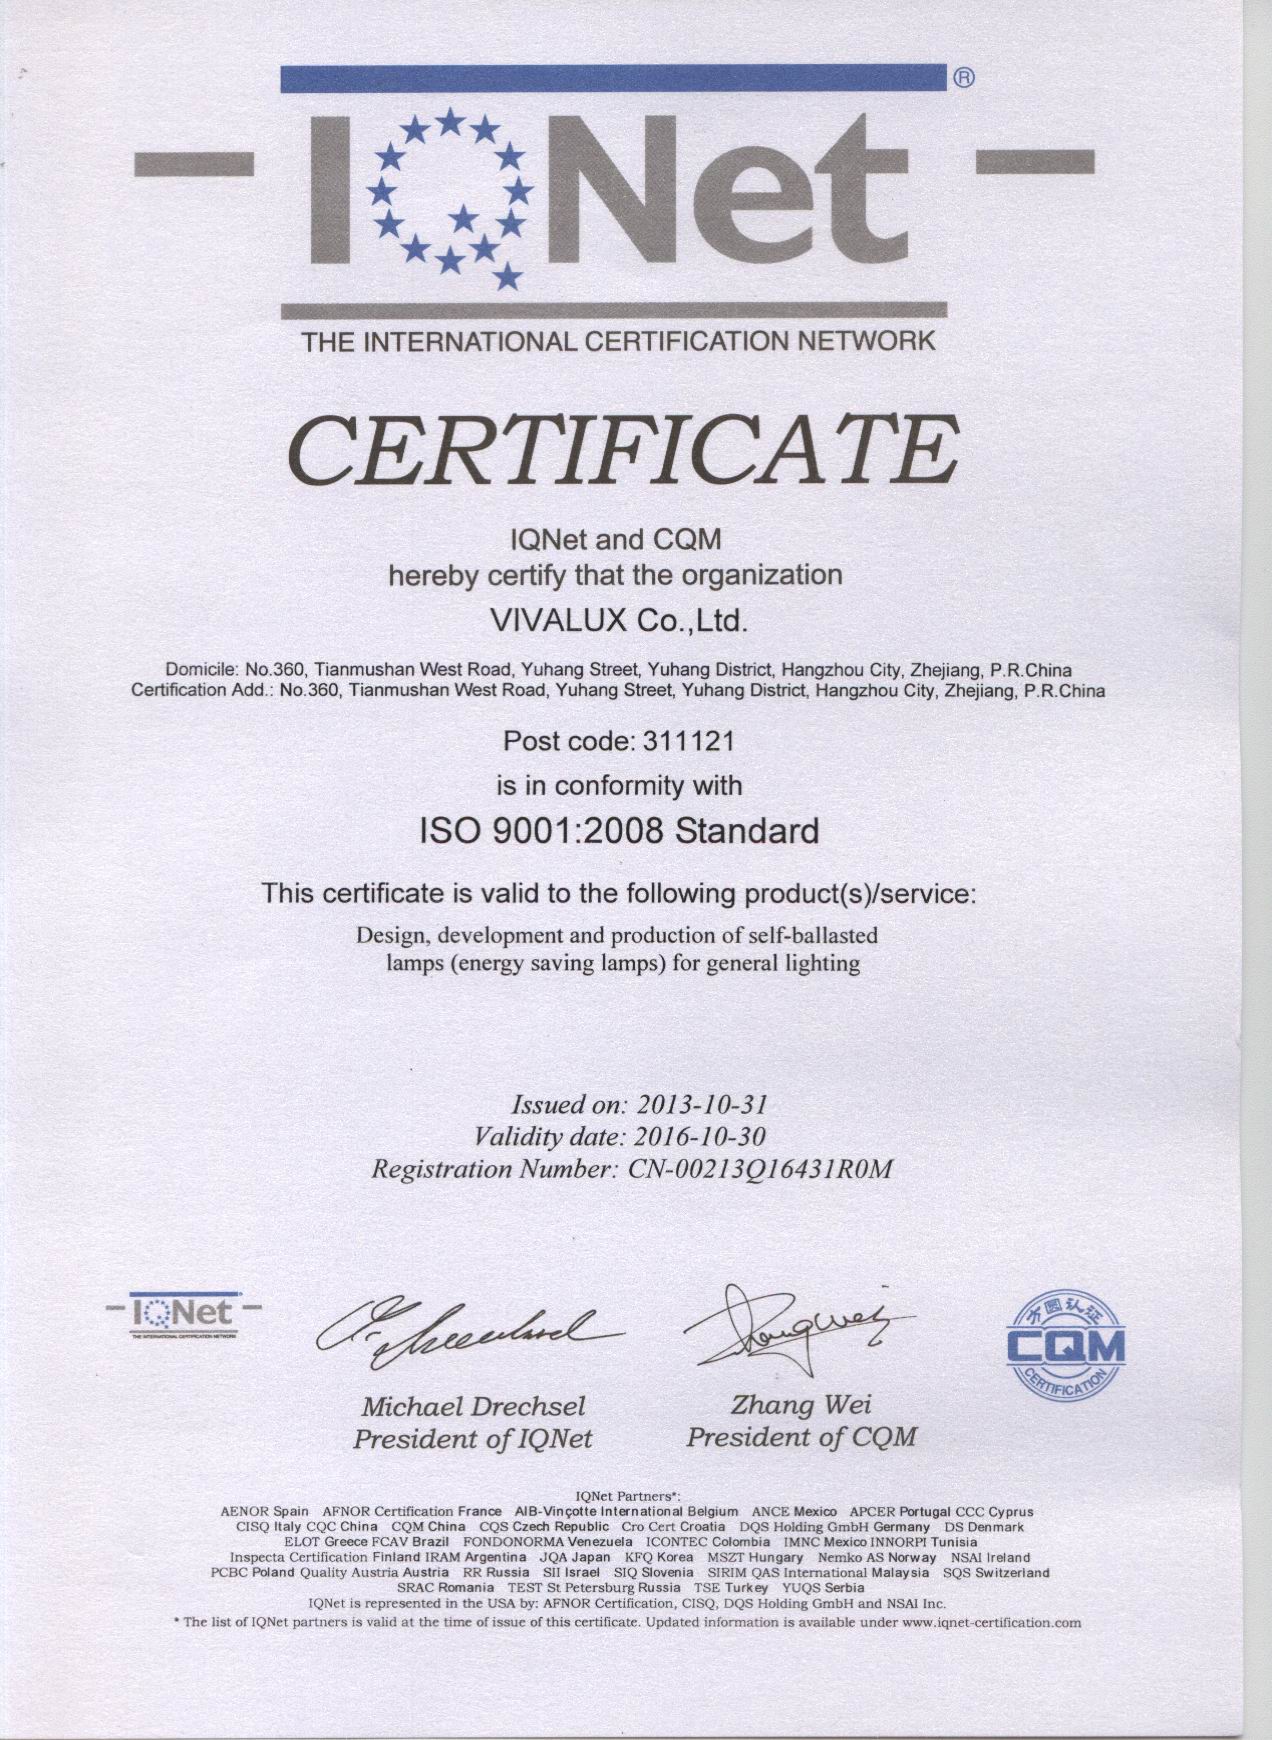 ®
IQNet
THE INTERNATIONAL CERTIFICATION NETWORK
CERTIFICATE
IQNet and CQM
hereby certify that the organization
VIVALUX Co.,Ltd.
Domicile: No.360, Tianmushan West Road, Yuhang Street, Yuhang District, Hangzhou City, Zhejiang, P.R.China
Certification Add.: No.360, Tianmushan West Road, Yuhang Street, Yuhang District, Hangzhou City, Zhejiang, P.R.China
Post code: 311121
is in conformity with
ISO 9001:2008 Standard
This certificate is valid to the following product(s)/service:
Design, development and production of self-ballasted
lamps (energy saving lamps) for general lighting
Issued on: 2013-10-31
Validity date: 2016-10-30
Registration Number: CN-00213Q16431R0M
IQNet
THE INTERNATIONAL CERTIFICATION NETWORK
Zhangwei
方圆认证
CQM
CERTIFICATION
Michael Drechsel
President of IQNet
Zhang Wei
President of CQM
IQNet Partners*:
AENOR Spain AFNOR Certification France AIB-Vinçotte International Belgium ANCE Mexico APCER Portugal CCC Cyprus
CISQ Italy CQC China CQM China CQS Czech Republic Cro Cert Croatia DQS Holding GmbH Germany DS Denmark
ELOT Greece FCAV Brazil FONDONORMA Venezuela ICONTEC Colombia IMNC Mexico INNORPI Tunisia
Inspecta Certification Finland IRAM Argentina JQA Japan KFQ Korea MSZT Hungary Nemko AS Norway NSAI Ireland
PCBC Poland Quality Austria Austria RR Russia SII Israel SIQ Slovenia SIRIM QAS International Malaysia SQS Switzerland
SRAC Romania TEST St Petersburg Russia TSE Turkey YUQS Serbia
IQNet is represented in the USA by: AFNOR Certification, CISQ, DQS Holding GmbH and NSAI Inc.
* The list of IQNet partners is valid at the time of issue of this certificate. Updated information is available under www.iqnet-certification.com